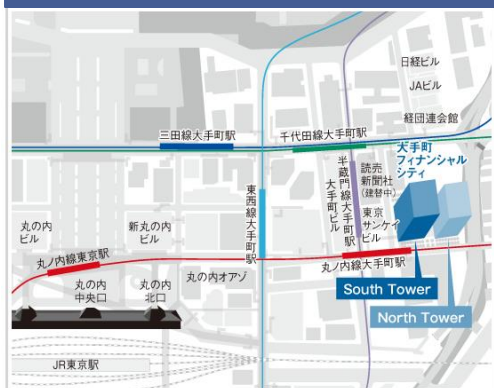 日経ビル
JAビル
経団連会館
三田線大手町駅
千代田線大手町駅
大手町
フィナンシャル
シティ
読売
新聞社
(建替中)
半蔵門線大手町駅
大手町ビル
東京
サンケイ
ビル
東西線大手町駅
丸の内
ビル
新丸の内
ビル
丸ノ内線東京駅
丸の内オアゾ
丸ノ内線大手町駅
丸の内
中央口
丸の内
北口
South Tower
North Tower
JR東京駅